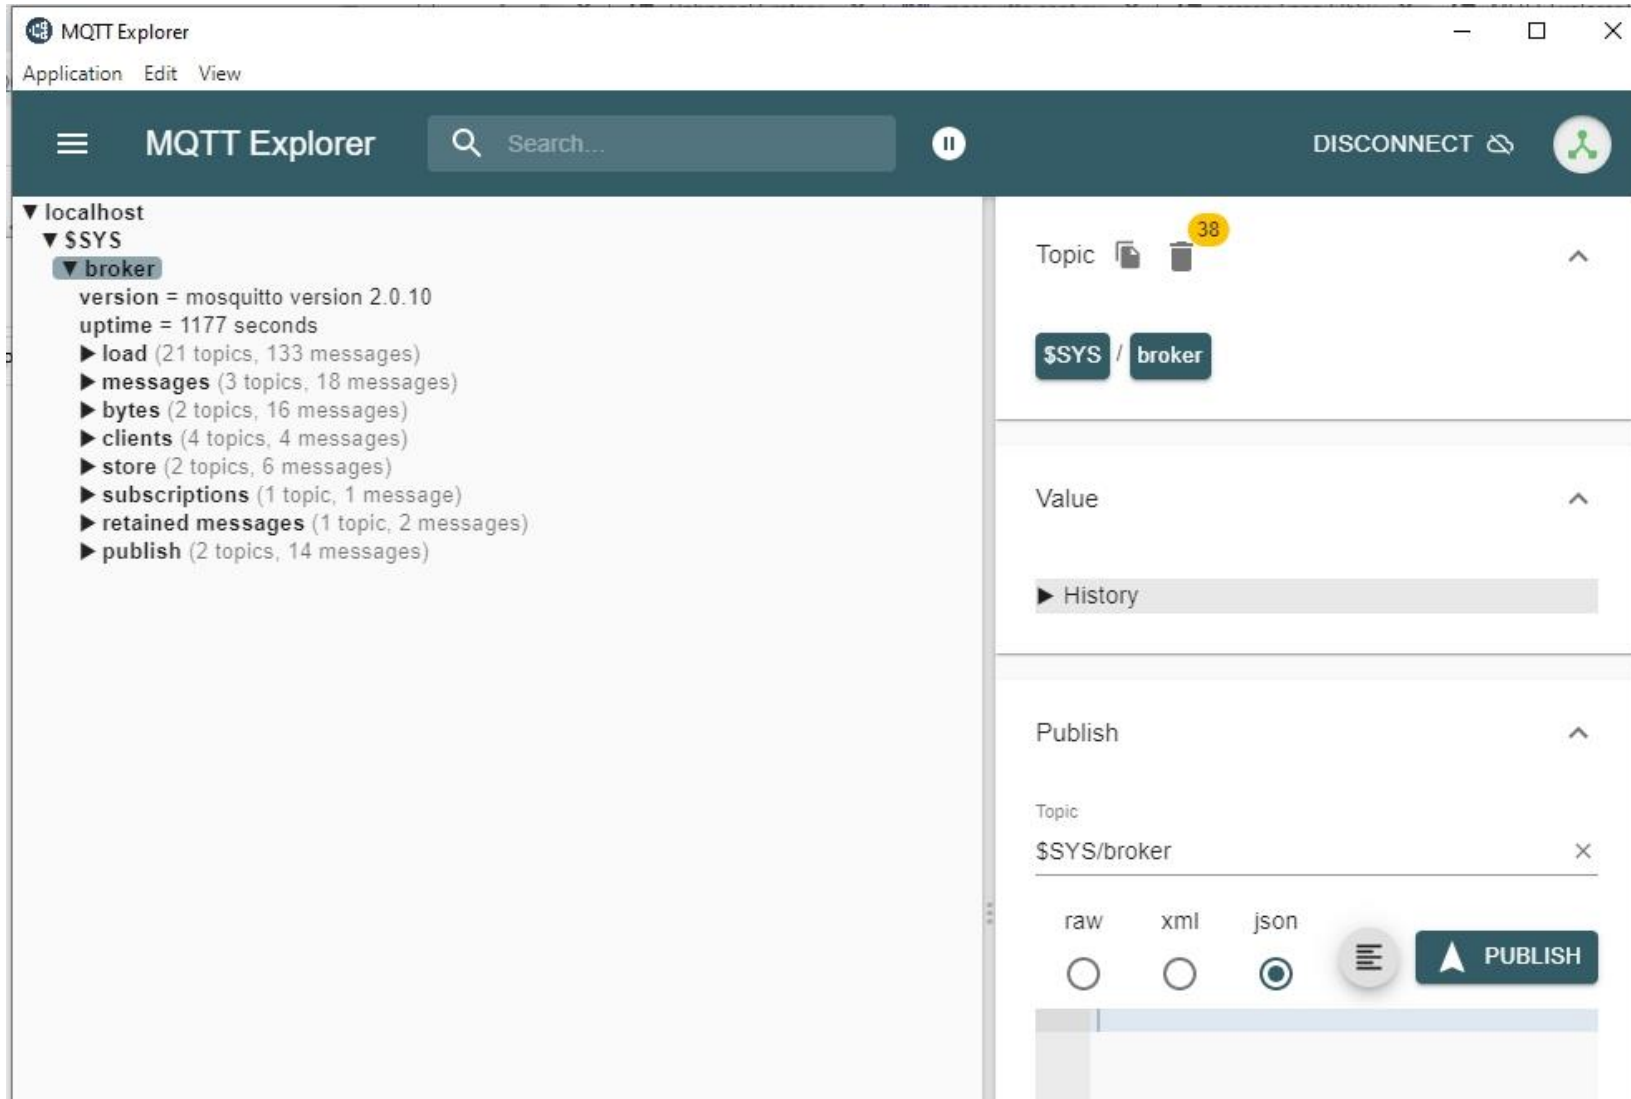 MQTT Explorer
Application Edit View
MQTT Explorer Search... DISCONNECT
▼ localhost
▼ $SYS
▼ broker
version = mosquitto version 2.0.10
uptime = 1177 seconds
▶ load (21 topics, 133 messages)
▶ messages (3 topics, 18 messages)
▶ bytes (2 topics, 16 messages)
▶ clients (4 topics, 4 messages)
▶ store (2 topics, 6 messages)
▶ subscriptions (1 topic, 1 message)
▶ retained messages (1 topic, 2 messages)
▶ publish (2 topics, 14 messages)
Topic 38
$SYS / broker
Value
▶ History
Publish
Topic
$SYS/broker
raw xml json
PUBLISH